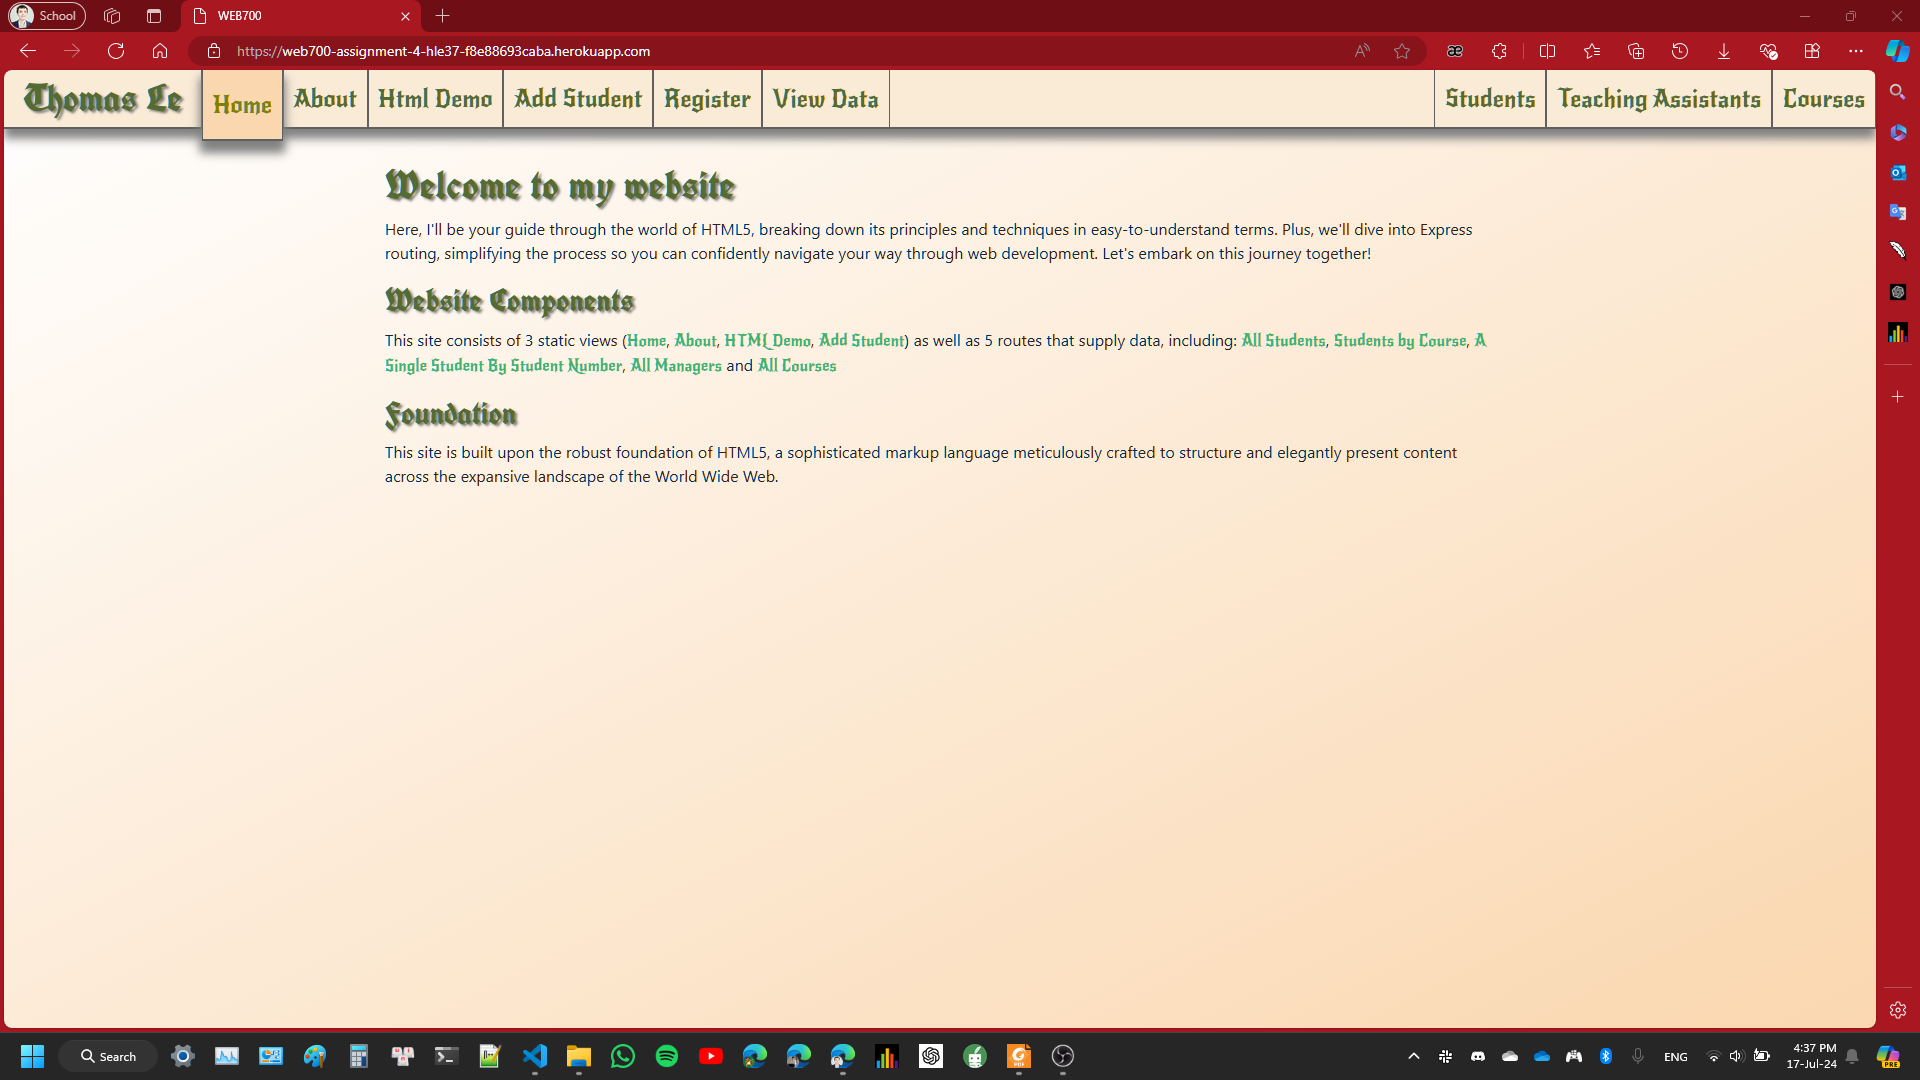 School
WEB700
https://web700-assignment-4-hle37-f8e88693caba.herokuapp.com
Thomas Le
Home
About
Html Demo
Add Student
Register
View Data
Students
Teaching Assistants
Courses
Welcome to my website
Here, I'll be your guide through the world of HTML5, breaking down its principles and techniques in easy-to-understand terms. Plus, we'll dive into Express
routing, simplifying the process so you can confidently navigate your way through web development. Let's embark on this journey together!
Website Components
This site consists of 3 static views (Home, About, HTML Demo, Add Student) as well as 5 routes that supply data, including: All Students, Students by Course, A
Single Student By Student Number, All Managers and All Courses
Foundation
This site is built upon the robust foundation of HTML5, a sophisticated markup language meticulously crafted to structure and elegantly present content
across the expansive landscape of the World Wide Web.
Search
ENG
4:37 PM
17-Jul-24
PRE